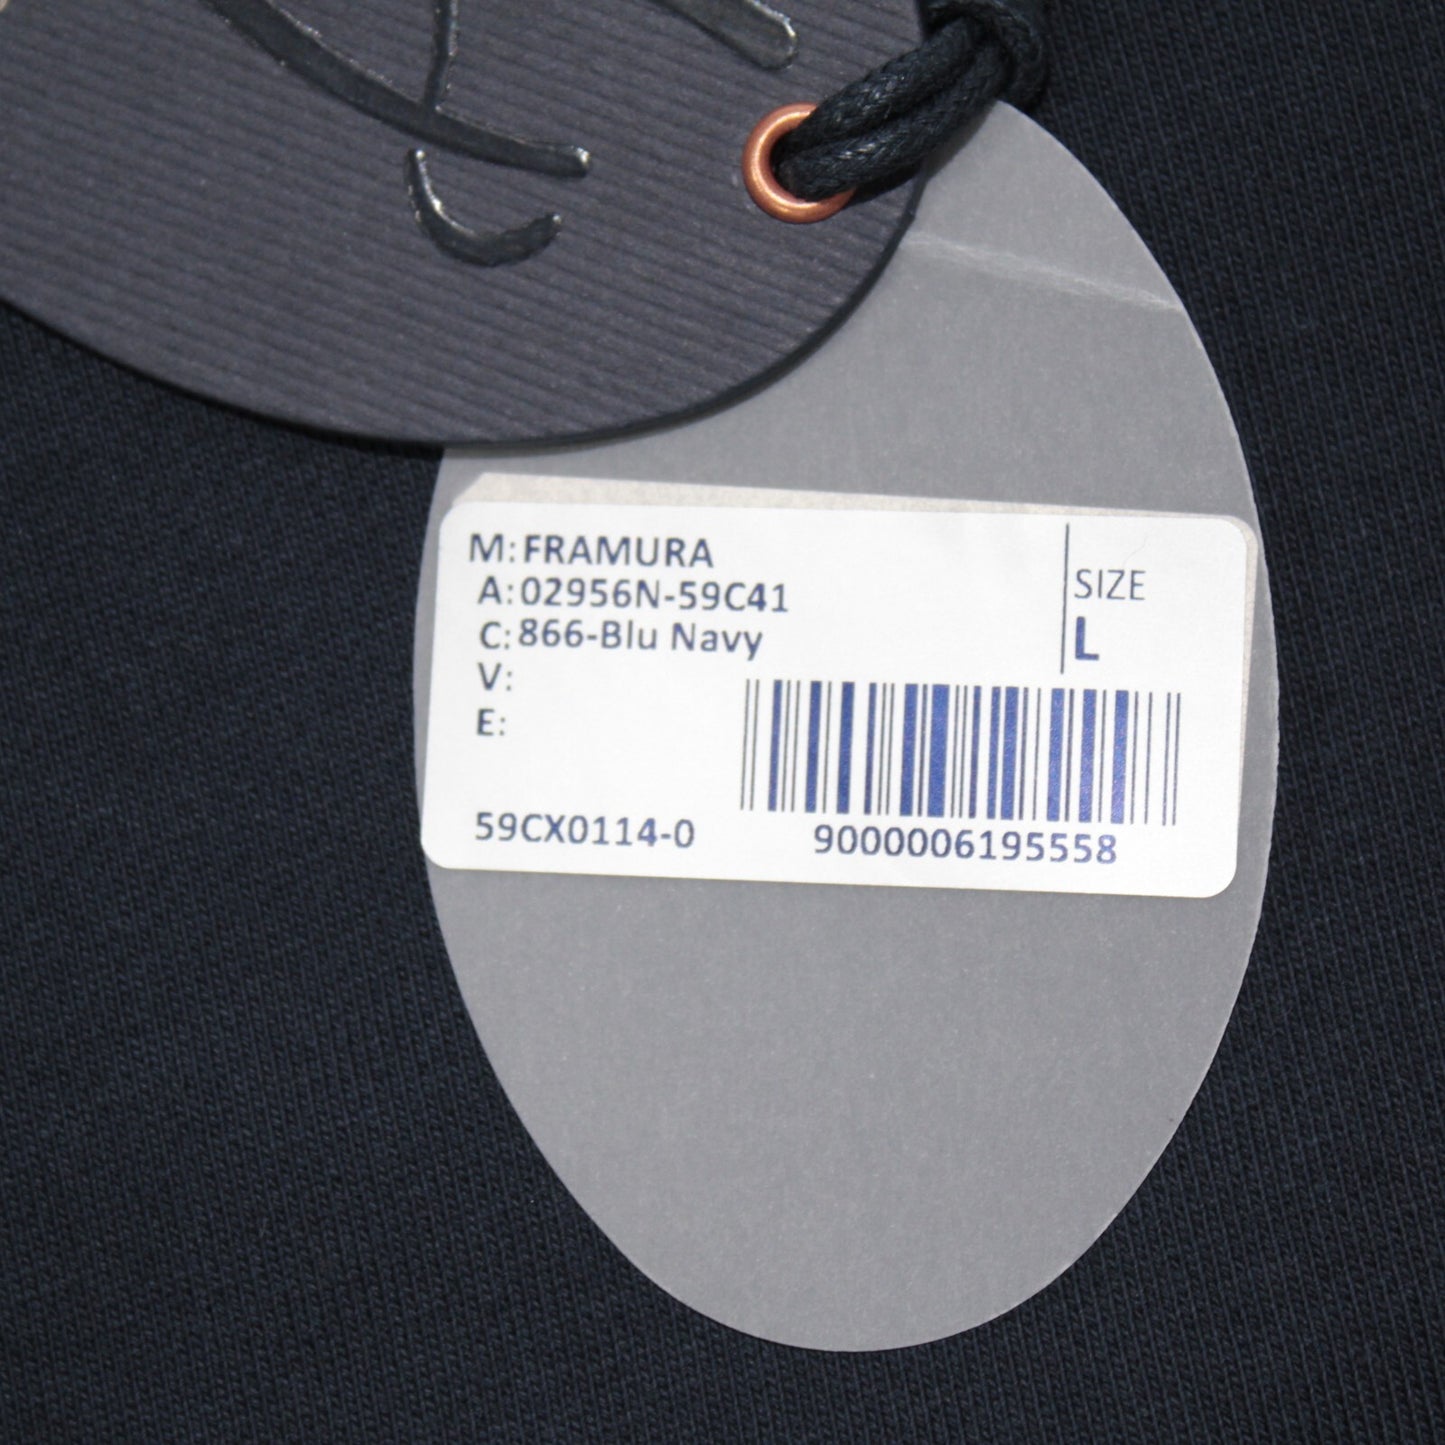 M: FRAMURA
A: 02956N-59C41
C: 866-Blu Navy
V:
E:
SIZE
L
59CX0114-0
9000006195558